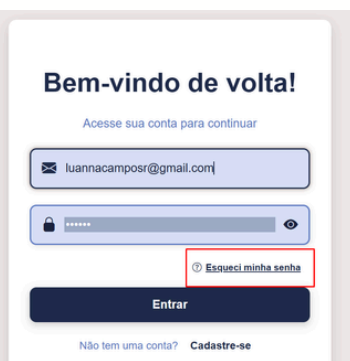 Bem-vindo de volta!
Acesse sua conta para continuar
luannacamposr@gmail.com
••••••
Esqueci minha senha
Entrar
Não tem uma conta? Cadastre-se